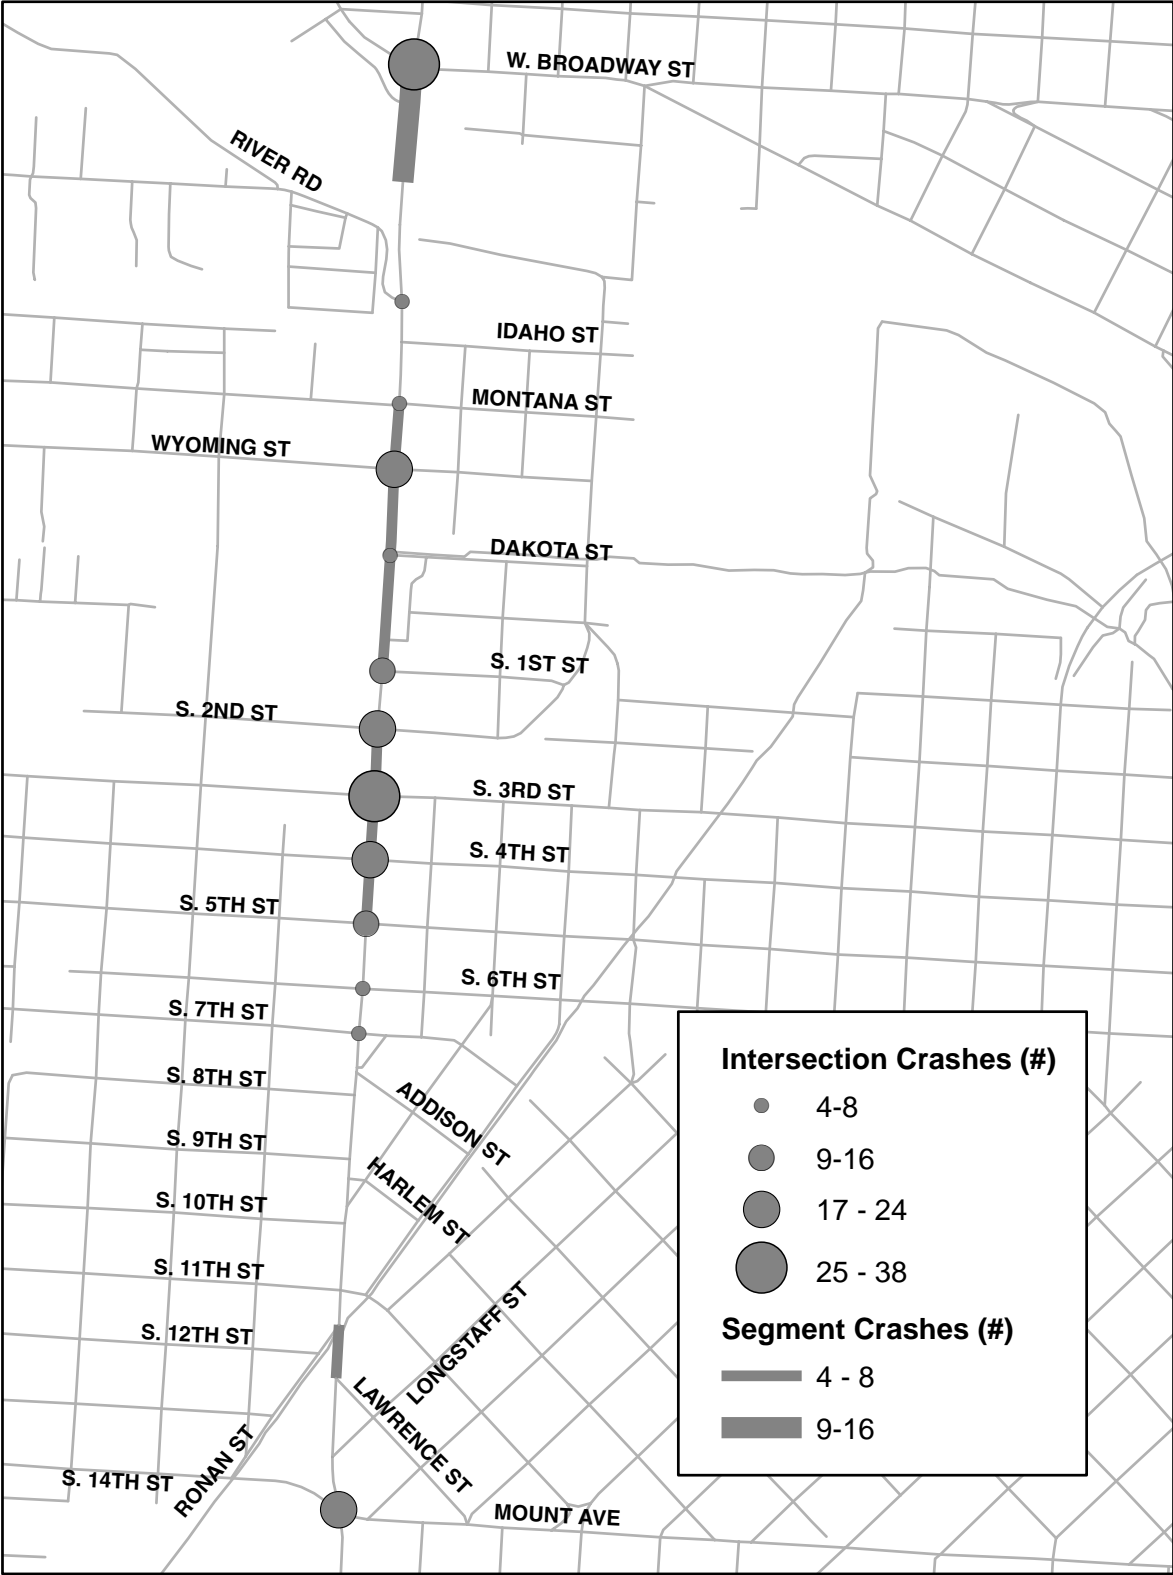 W. BROADWAY ST
RIVER RD
IDAHO ST
MONTANA ST
WYOMING ST
DAKOTA ST
S. 1ST ST
S. 2ND ST
S. 3RD ST
S. 4TH ST
S. 5TH ST
S. 6TH ST
S. 7TH ST
S. 8TH ST
ADDISON ST
S. 9TH ST
HARLEM ST
S. 10TH ST
S. 11TH ST
LONGSTAFF ST
S. 12TH ST
LAWRENCE ST
RONAN ST
S. 14TH ST
MOUNT AVE
Intersection Crashes (#)
4-8
9-16
17 - 24
25 - 38
Segment Crashes (#)
4 - 8
9-16